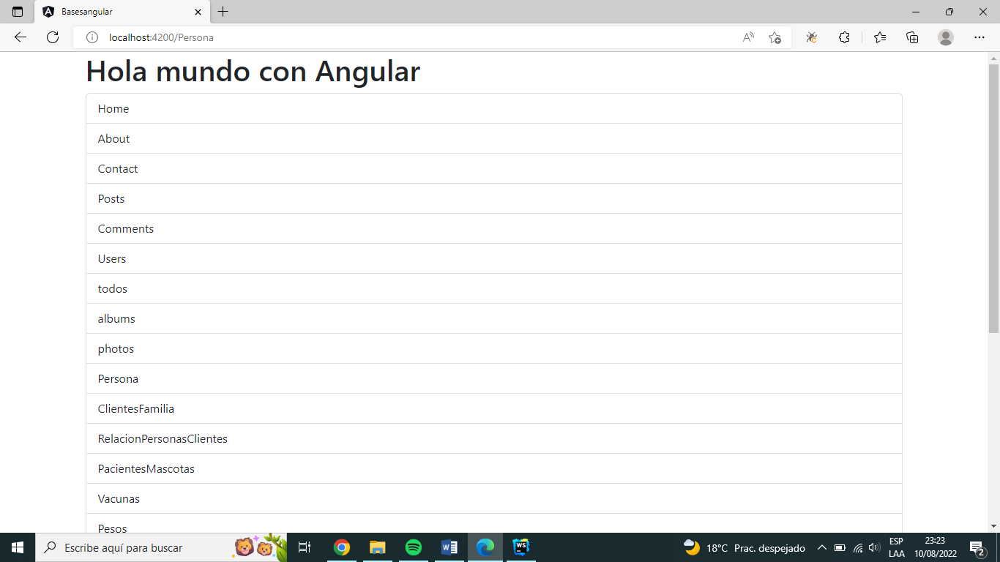 Basesangular
localhost:4200/Persona
Hola mundo con Angular
Home
About
Contact
Posts
Comments
Users
todos
albums
photos
Persona
ClientesFamilia
RelacionPersonasClientes
PacientesMascotas
Vacunas
Pesos
Escribe aquí para buscar
W
WS
18°C Prac. despejado
ESP
LAA
23:23
10/08/2022
2